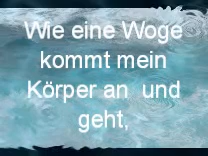 Wie eine Woge
kommt mein
Körper an  und
geht,